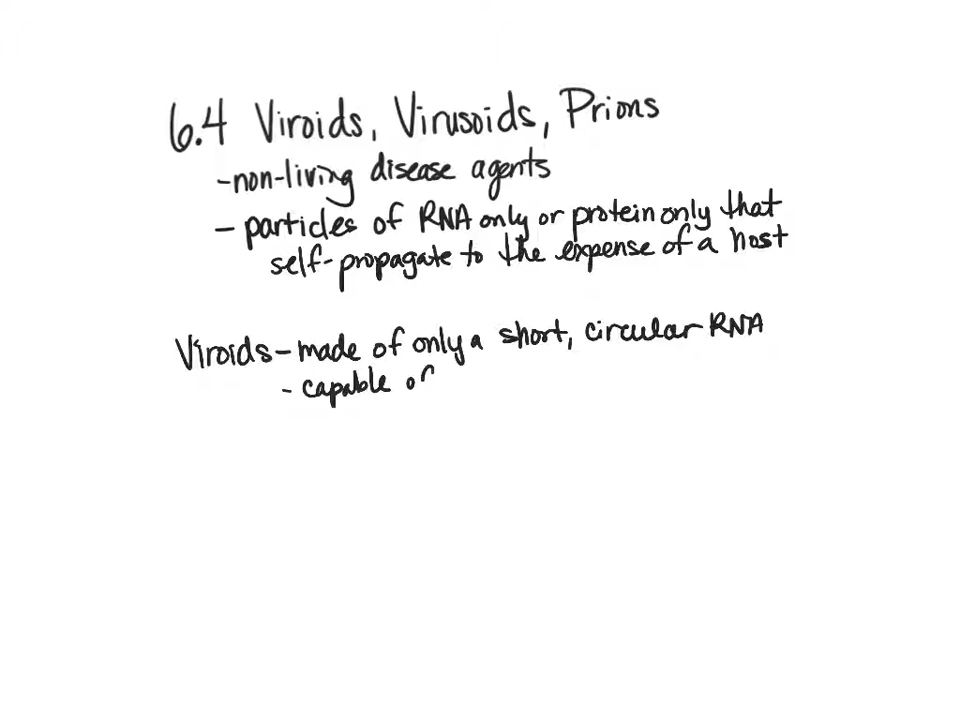 6.4 Viroids, Virusoids, Prions
-non-living disease agents
- particles of RNA only or protein only that
self-propagate to the expense of a host
Viroids - made of only a short, circular RNA
- capable o